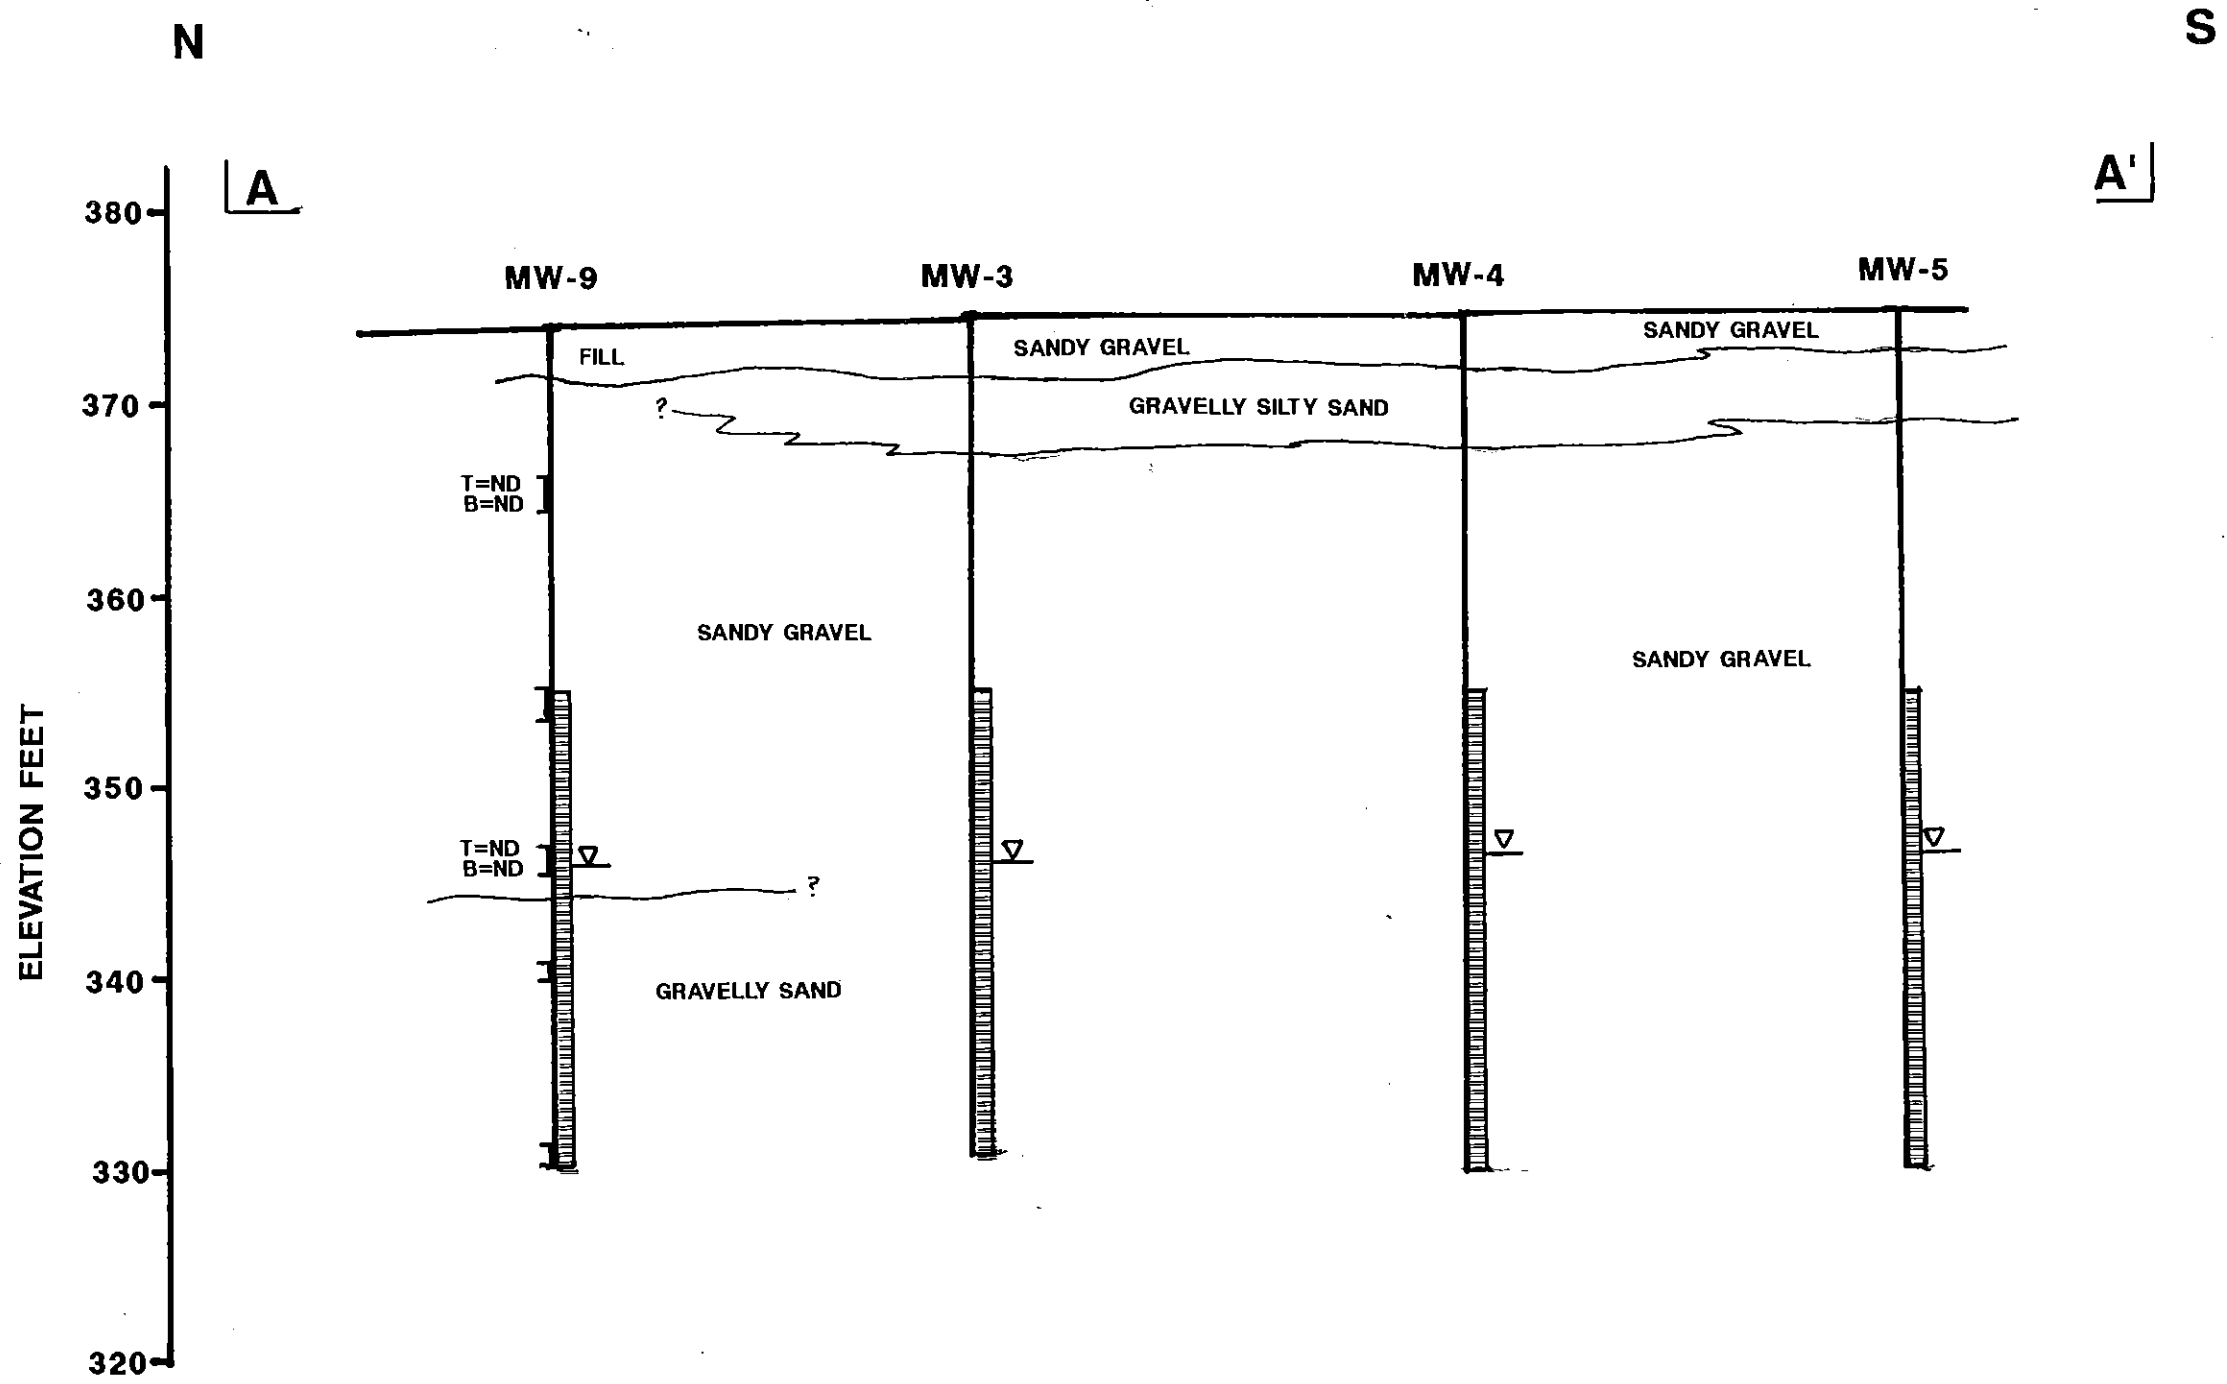 N
S
A
A'
380
MW-9
MW-3
MW-4
MW-5
FILL
SANDY GRAVEL
SANDY GRAVEL
370
?
GRAVELLY SILTY SAND
T=ND
B=ND
360
SANDY GRAVEL
SANDY GRAVEL
ELEVATION FEET
350
T=ND
B=ND
?
340
GRAVELLY SAND
330
320